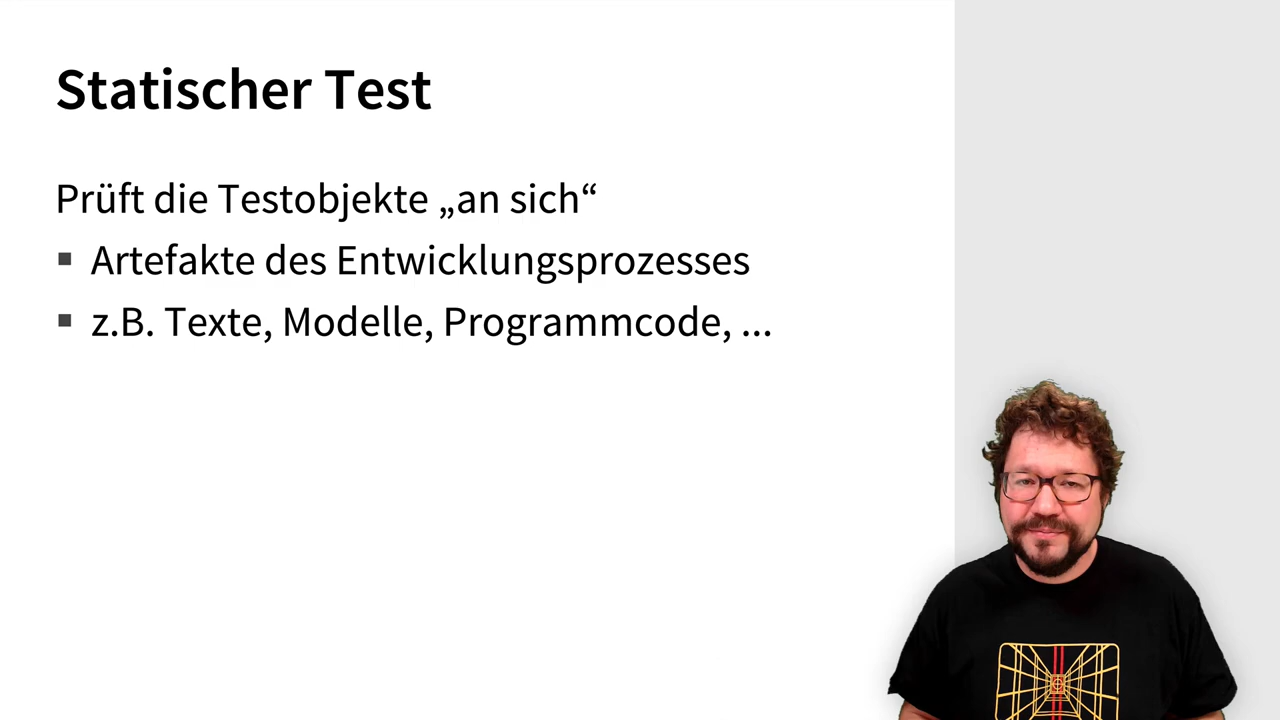 Statischer Test
Prüft die Testobjekte „an sich“
▪ Artefakte des Entwicklungsprozesses
▪ z.B. Texte, Modelle, Programmcode, ...